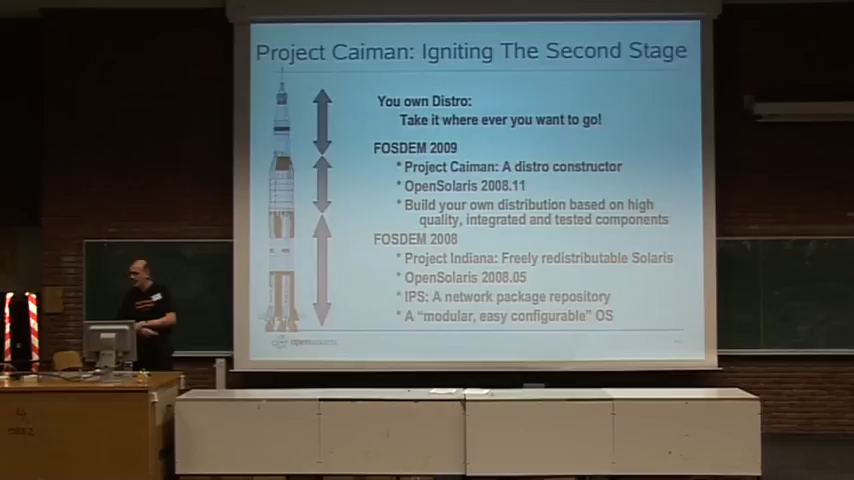 Project Caiman: Igniting The Second Stage
You own Distro:
Take it where ever you want to go!
FOSDEM 2009
* Project Caiman: A distro constructor
* OpenSolaris 2008.11
* Build your own distribution based on high
quality, integrated and tested components
FOSDEM 2008
* Project Indiana: Freely redistributable Solaris
* OpenSolaris 2008.05
* IPS: A network package repository
* A "modular, easy configurable" OS
opensolaris